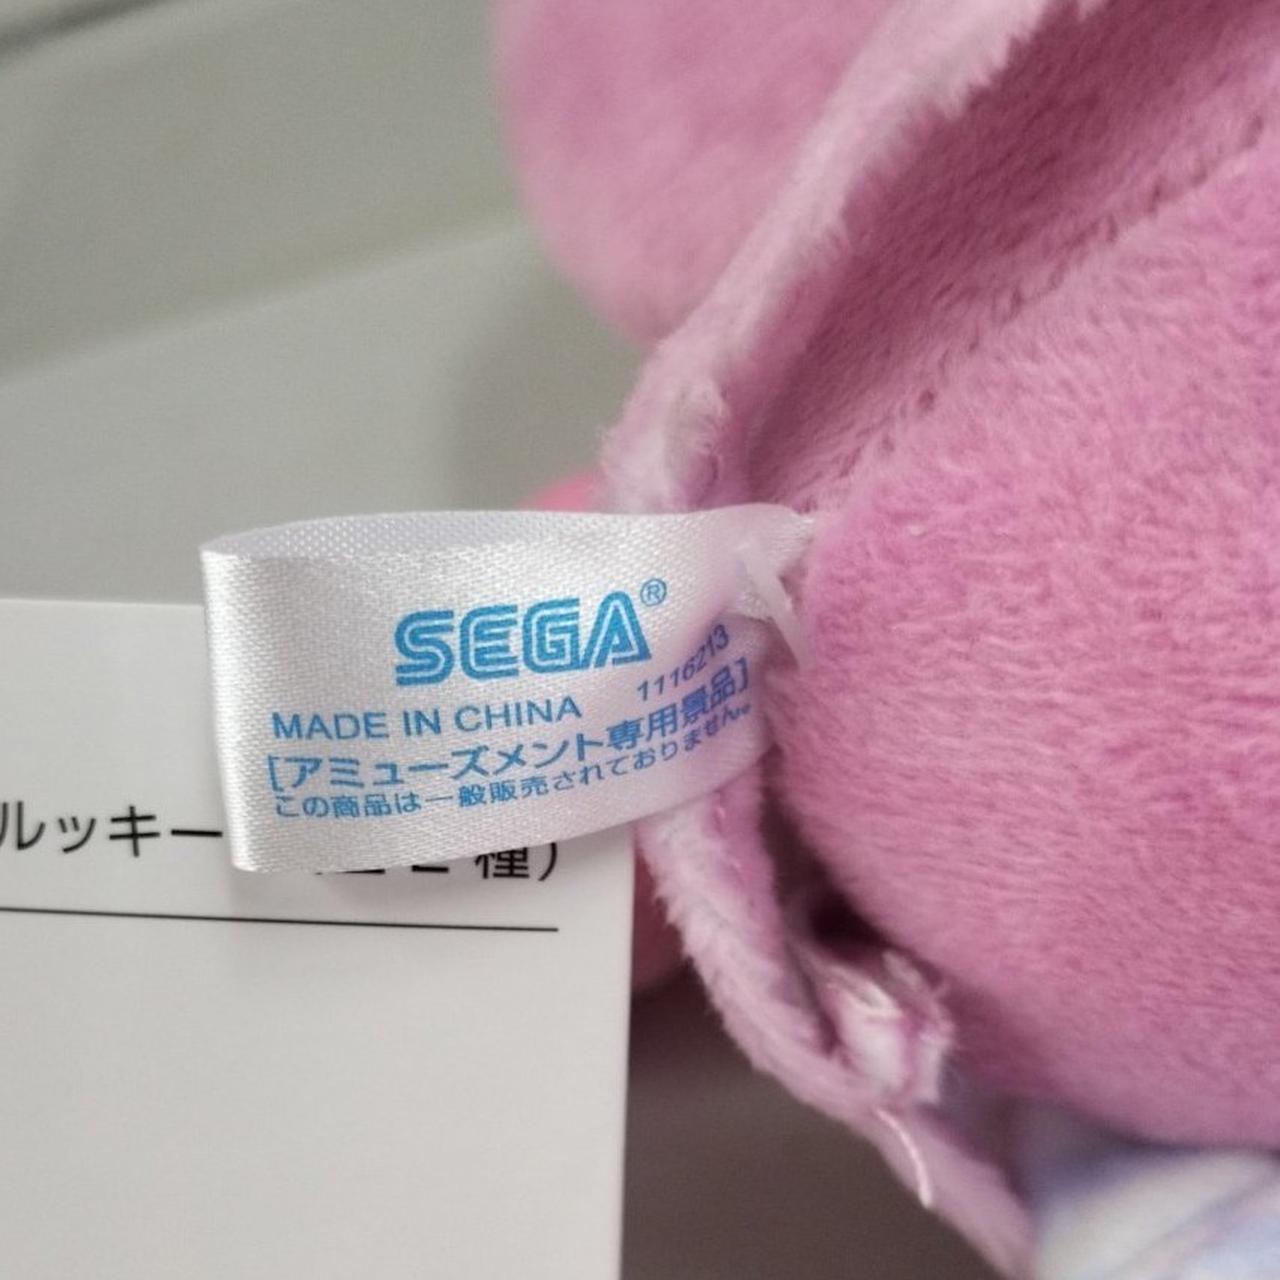 SEGA®
1116213
MADE IN CHINA
[アミューズメント専用景品]
この商品は一般販売されておりません。
ルッキー
種）